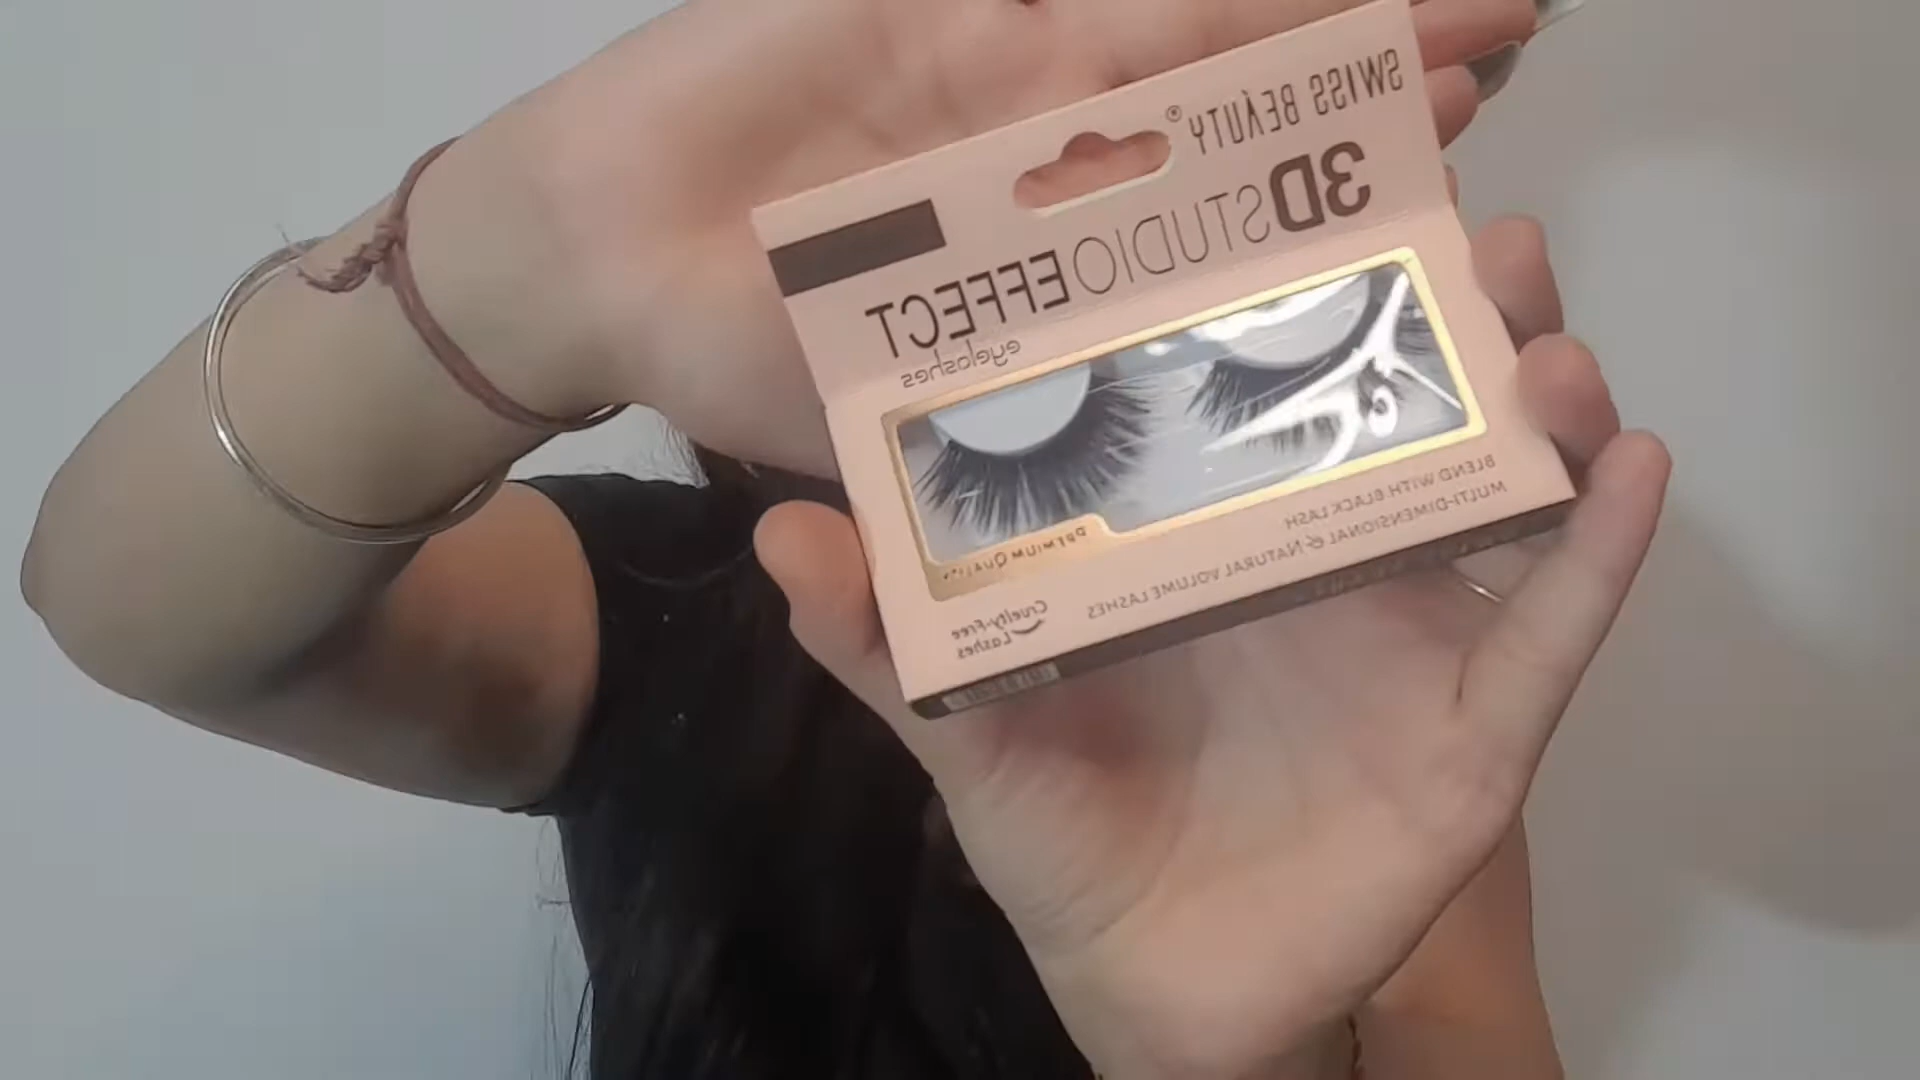 SWISS BEAUTY®
3D STUDIO EFFECT
eyelashes
PREMIUM QUALITY
BLEND WITH BLACK LASH
MULTI-DIMENSIONAL & NATURAL VOLUME LASHES
Cruelty-Free
Lashes